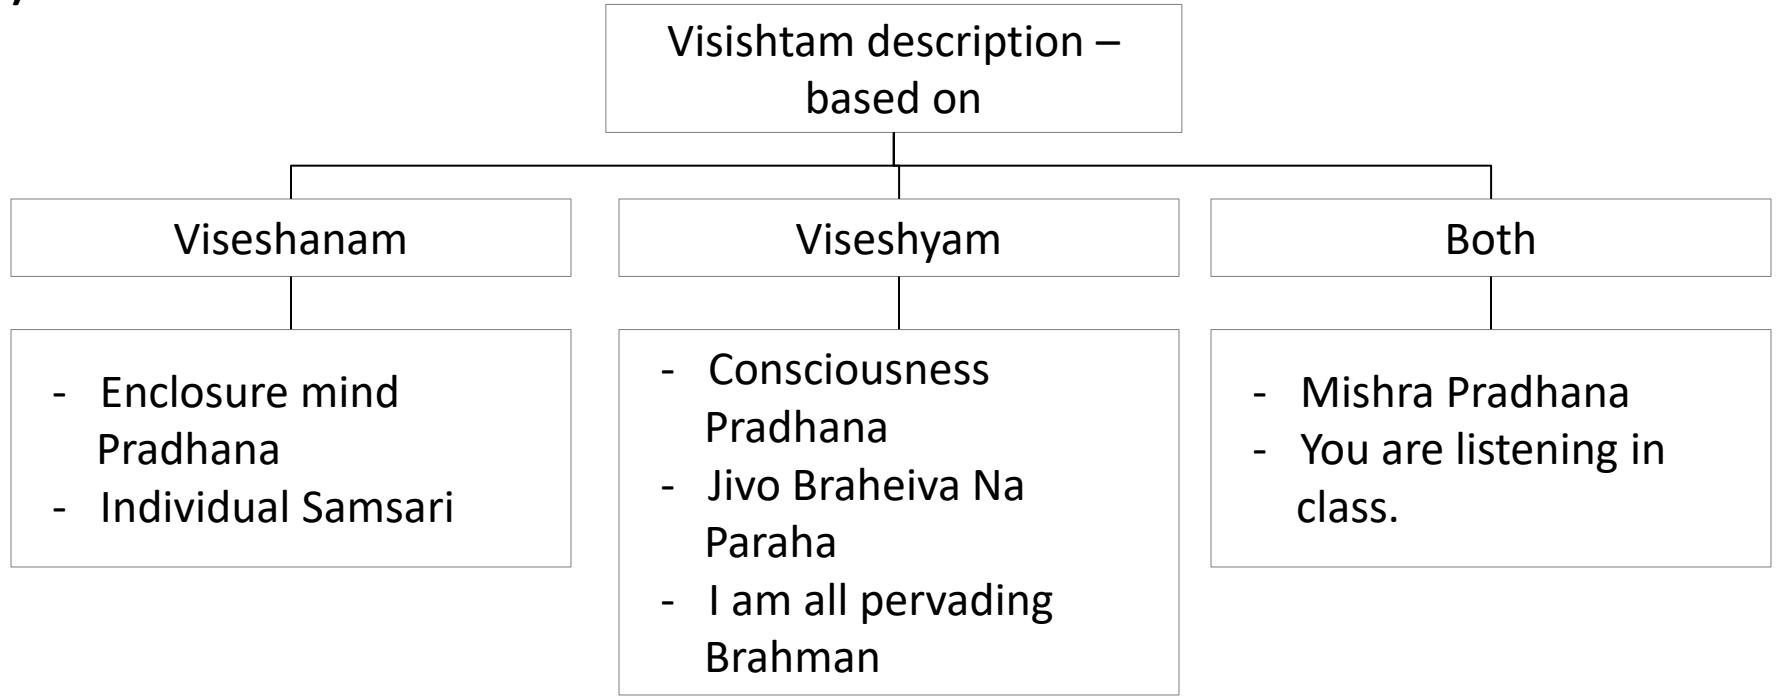 Visishtam description –
based on
Viseshanam
Viseshyam
Both
- Enclosure mind
Pradhana
- Individual Samsari
- Consciousness
Pradhana
- Jivo Braheiva Na
Paraha
- I am all pervading
Brahman
- Mishra Pradhana
- You are listening in
class.